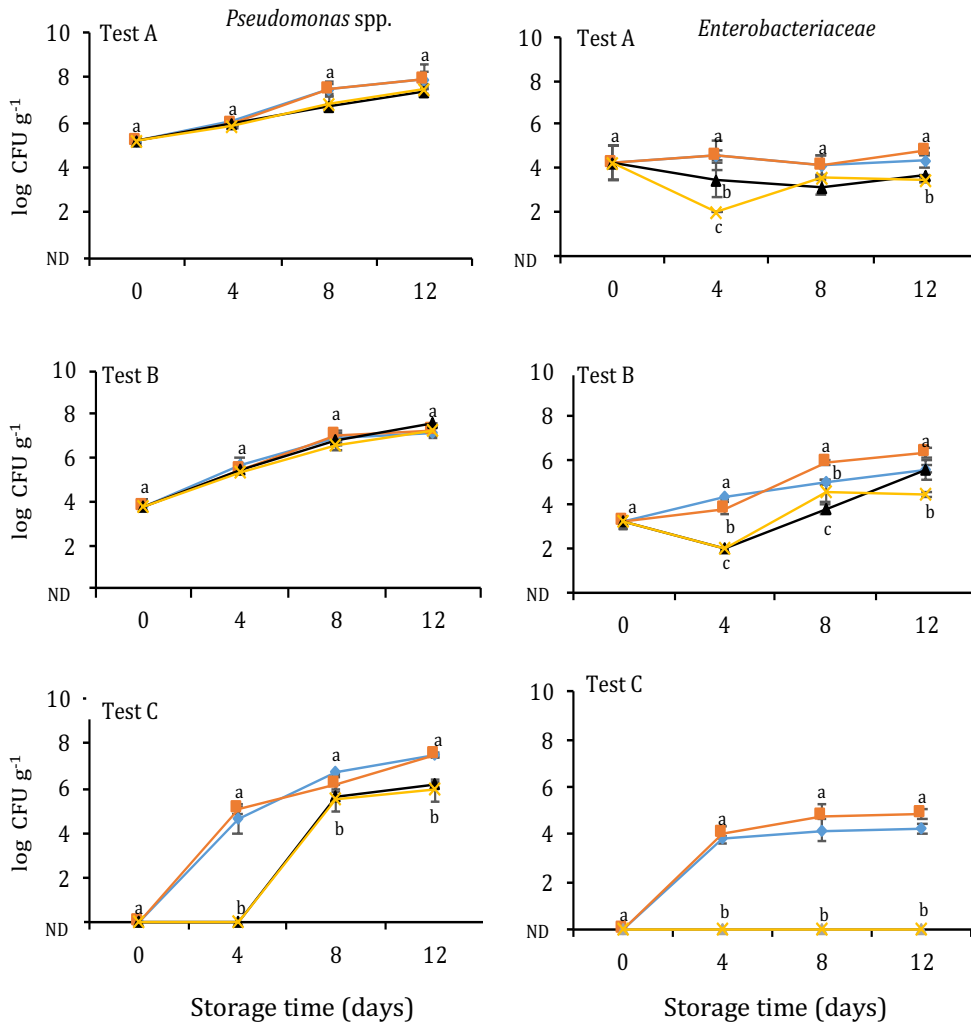 Pseudomonas spp.
Test A
10
8
6
4
2
ND
log CFU g⁻¹
a
a
a
a
0 4 8 12
Enterobacteriaceae
Test A
10
8
6
4
2
ND
a
a
a
a
b
c
b
0 4 8 12
Test B
10
8
6
4
2
ND
log CFU g⁻¹
a
a
a
a
0 4 8 12
Test B
10
8
6
4
2
ND
a
a
a
a
b
b
c
c
b
0 4 8 12
Test C
10
8
6
4
2
ND
log CFU g⁻¹
a
a
a
a
b
b
b
0 4 8 12
Storage time (days)
Test C
10
8
6
4
2
ND
a
a
a
a
b
b
b
0 4 8 12
Storage time (days)